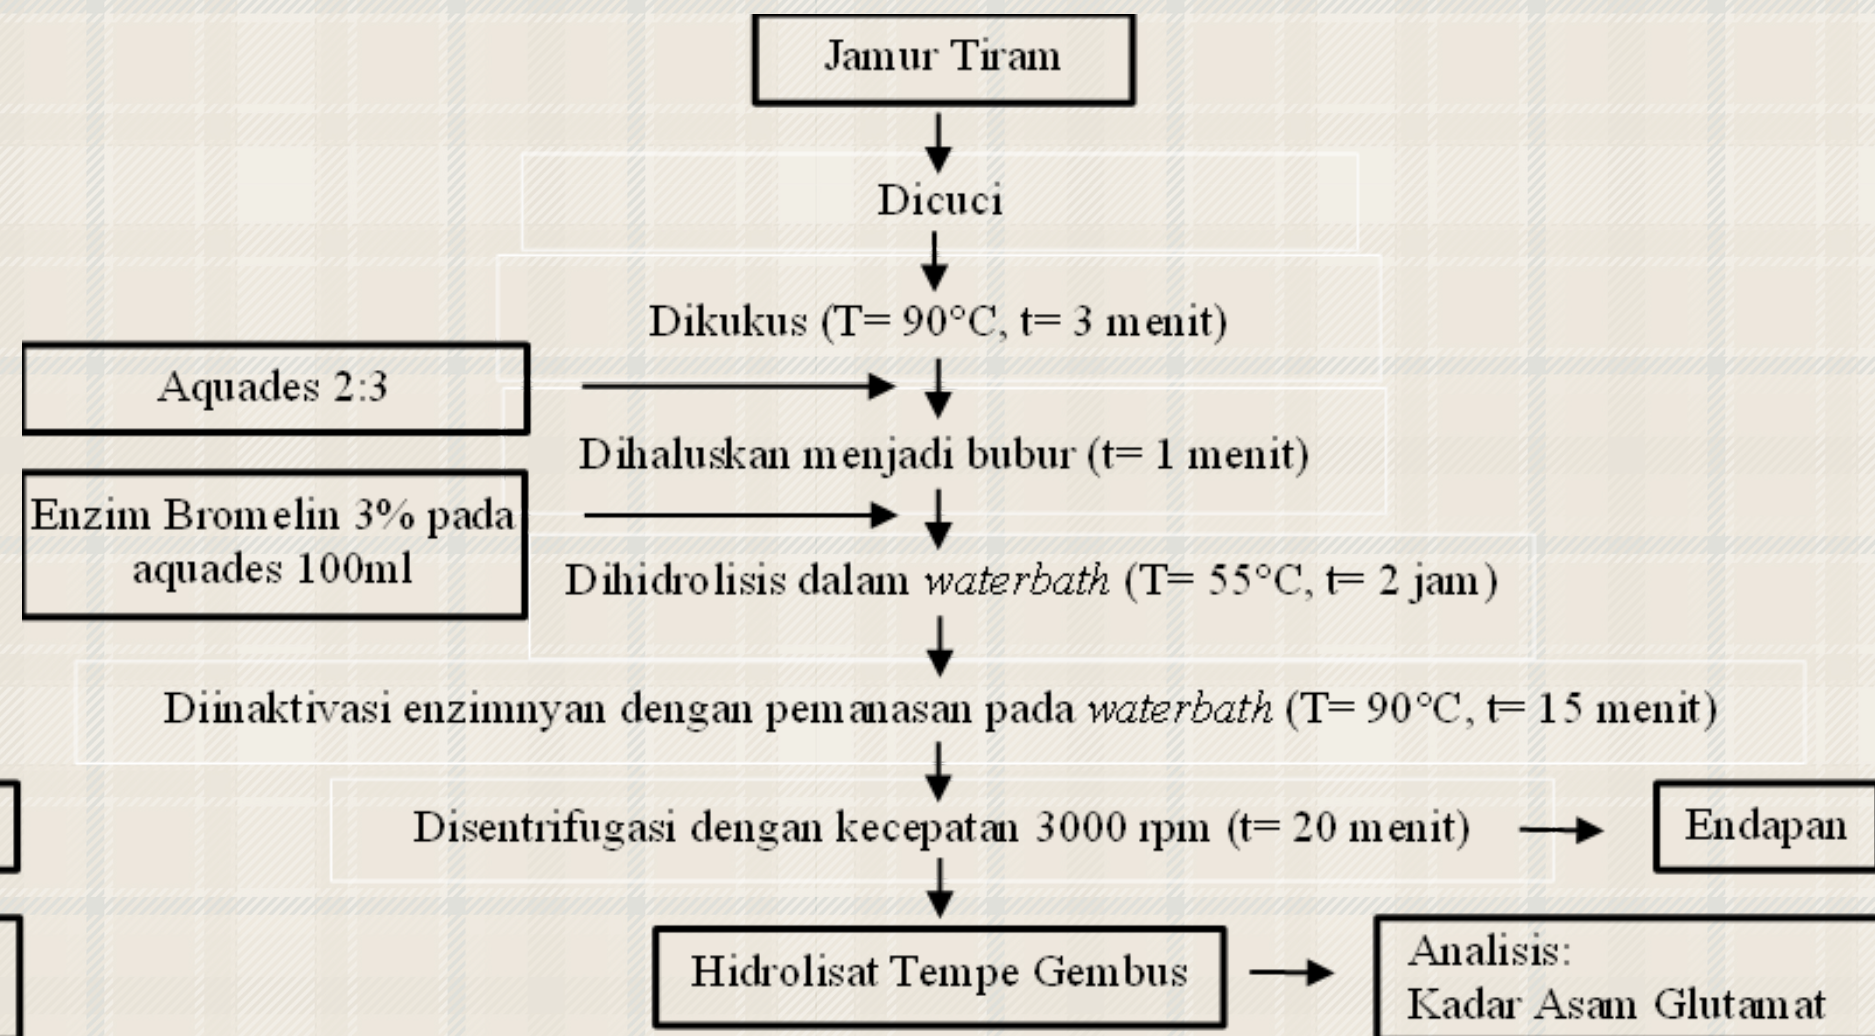 Jamur Tiram
Dicuci
Dikukus (T= 90°C, t= 3 menit)
Aquades 2:3
Dihaluskan menjadi bubur (t= 1 menit)
Enzim Bromelin 3% pada
aquades 100ml
Dihidrolisis dalam waterbath (T= 55°C, t= 2 jam)
Diinaktivasi enzimnyan dengan pemanasan pada waterbath (T= 90°C, t= 15 menit)
Disentrifugasi dengan kecepatan 3000 rpm (t= 20 menit)
Endapan
Hidrolisat Tempe Gembus
Analisis:
Kadar Asam Glutamat